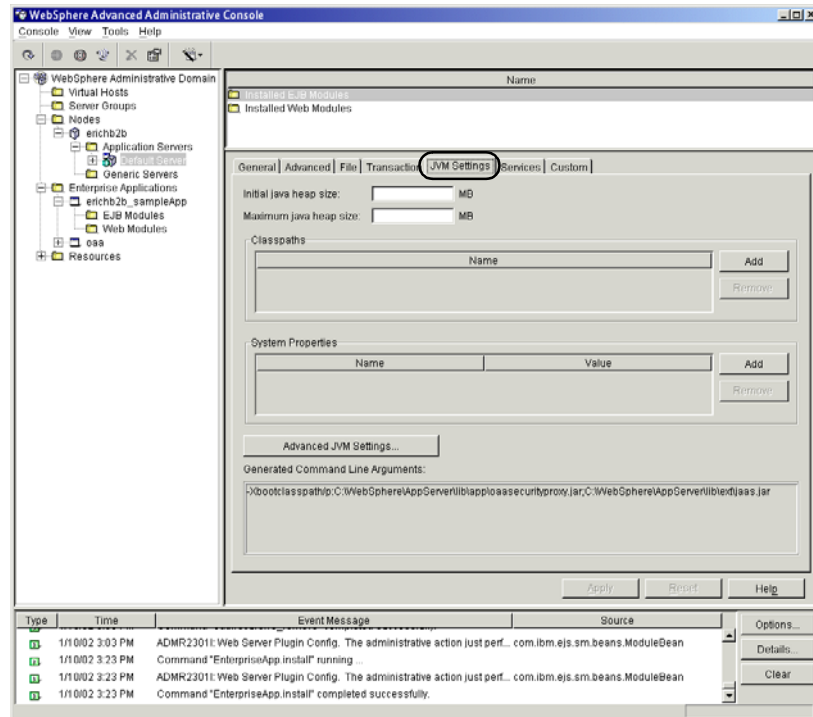 WebSphere Advanced Administrative Console
Console View Tools Help
WebSphere Administrative Domain
Virtual Hosts
Server Groups
Nodes
erichb2b
Application Servers
Default Server
Generic Servers
Enterprise Applications
erichb2b_sampleApp
EJB Modules
Web Modules
oaa
Resources
Name
Installed EJB Modules
Installed Web Modules
General Advanced File Transaction JVM Settings Services Custom
Initial java heap size: MB
Maximum java heap size: MB
Classpaths
Name
Add
Remove
System Properties
Name Value
Add
Remove
Advanced JVM Settings...
Generated Command Line Arguments:
-Xbootclasspath/p:C:\WebSphere\AppServer\lib\app\oaasecurityproxy.jar;C:\WebSphere\AppServer\lib\ext\jaas.jar
Apply Reset Help
Type Time Event Message Source
1/10/02 3:03 PM ADMR2301I: Web Server Plugin Config. The administrative action just perf... com.ibm.ejs.sm.beans.ModuleBean
1/10/02 3:23 PM Command "EnterpriseApp.install" running ...
1/10/02 3:23 PM ADMR2301I: Web Server Plugin Config. The administrative action just perf... com.ibm.ejs.sm.beans.ModuleBean
1/10/02 3:23 PM Command "EnterpriseApp.install" completed successfully.
Options...
Details...
Clear